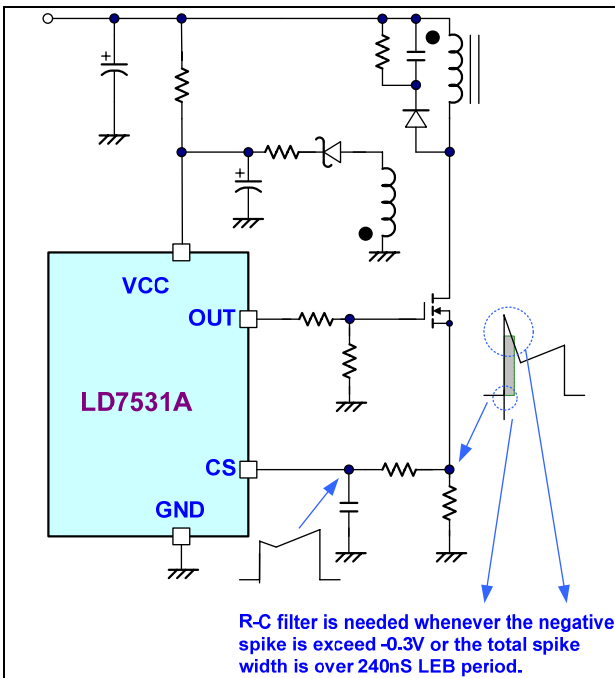 +
+
VCC
OUT
LD7531A
CS
GND
R-C filter is needed whenever the negative
spike is exceed -0.3V or the total spike
width is over 240nS LEB period.